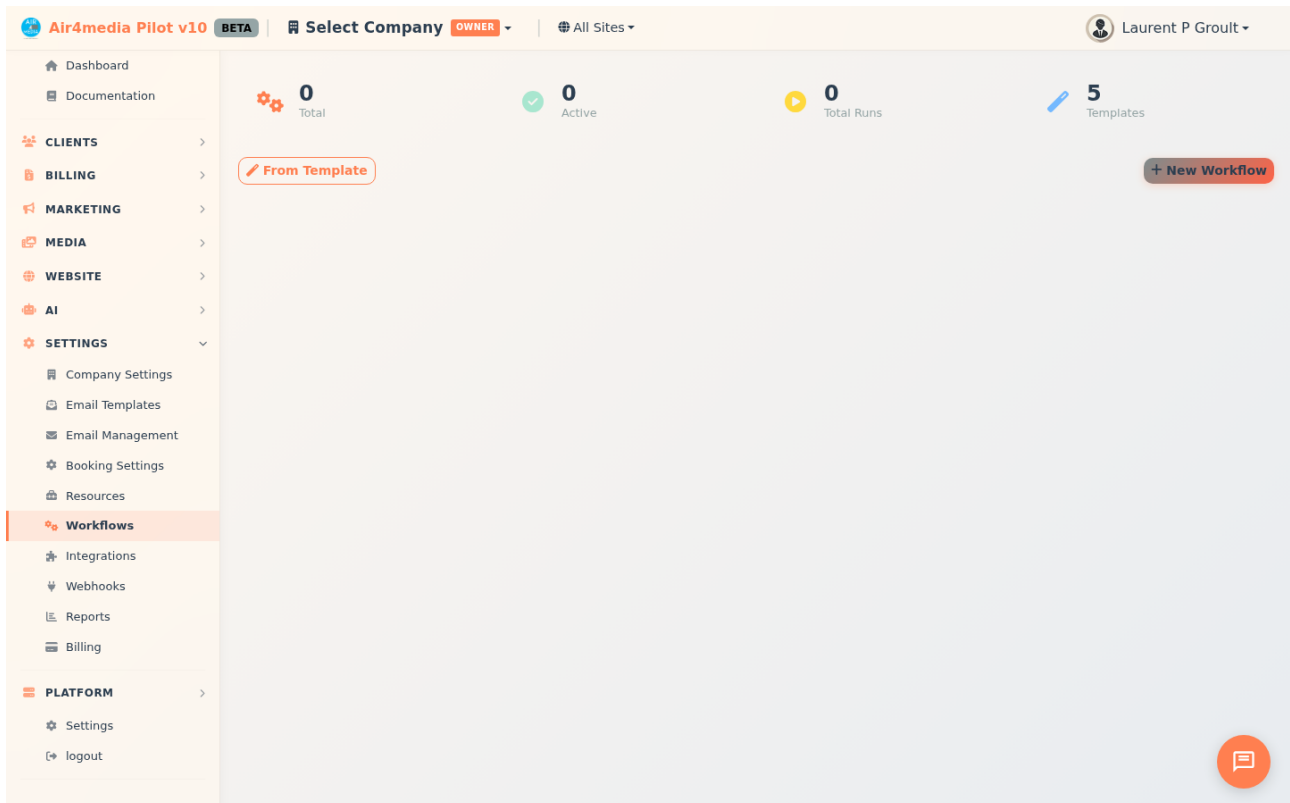 Air4media Pilot v10 BETA Select Company OWNER All Sites Laurent P Groult
Dashboard
Documentation
CLIENTS
BILLING
MARKETING
MEDIA
WEBSITE
AI
SETTINGS
Company Settings
Email Templates
Email Management
Booking Settings
Resources
Workflows
Integrations
Webhooks
Reports
Billing
PLATFORM
Settings
logout
0
Total
0
Active
0
Total Runs
5
Templates
From Template
New Workflow